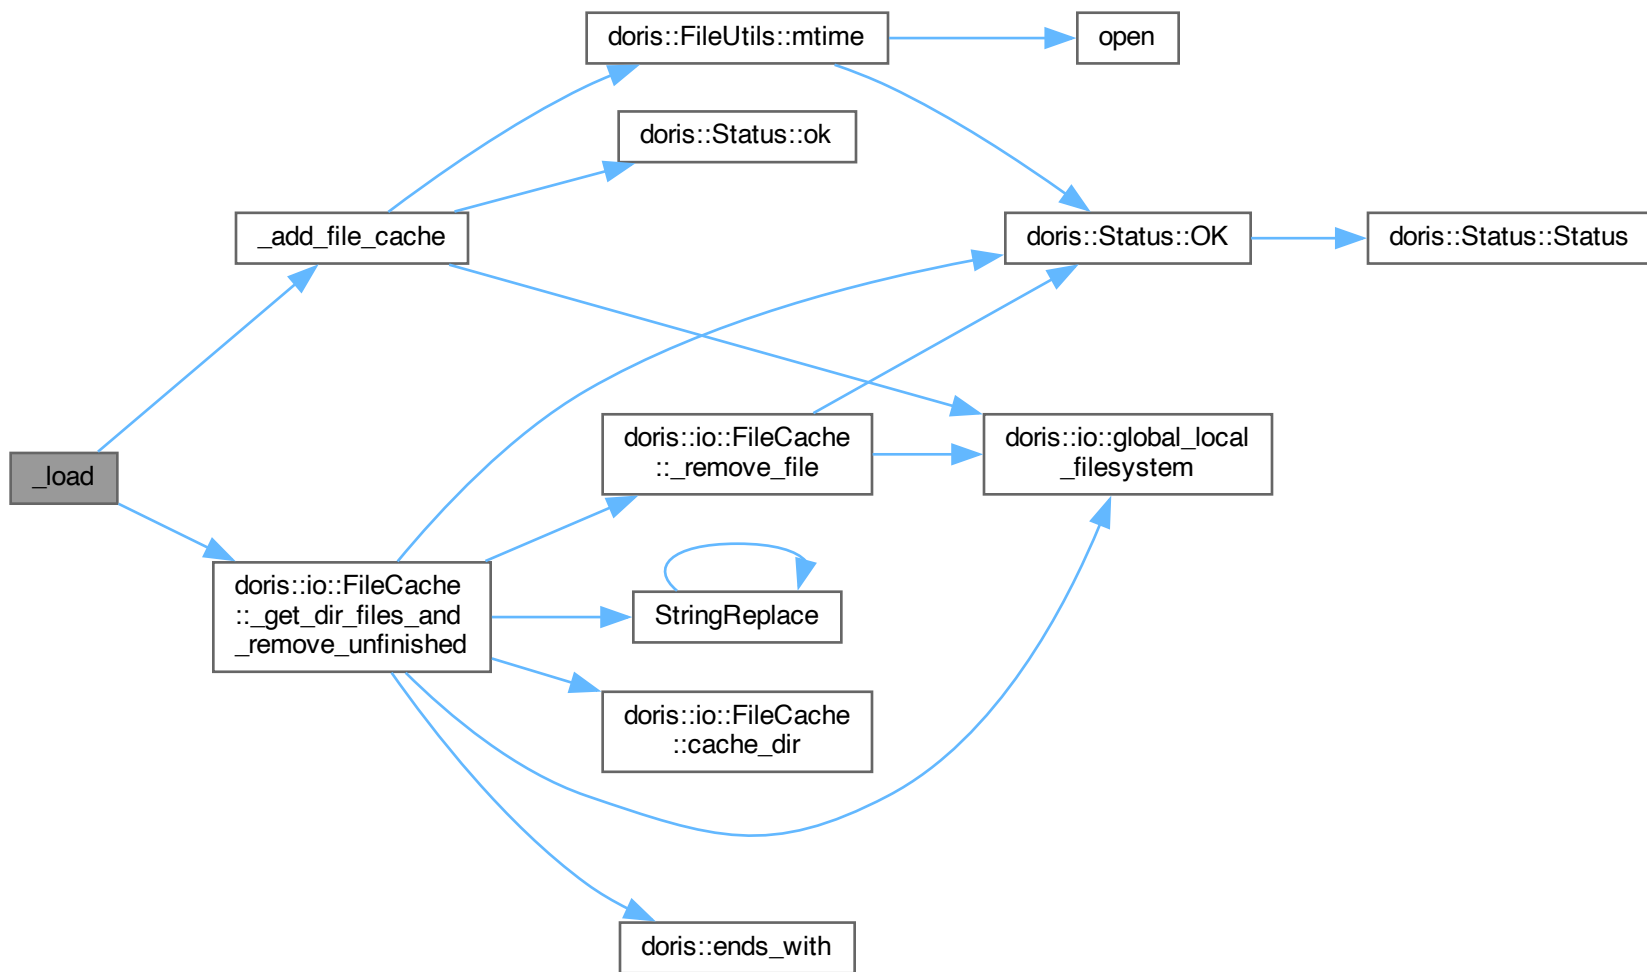 doris::FileUtils::mtime
open
doris::Status::ok
_add_file_cache
doris::Status::OK
doris::Status::Status
_load
doris::io::FileCache
::_remove_file
doris::io::global_local
_filesystem
doris::io::FileCache
::_get_dir_files_and
_remove_unfinished
StringReplace
doris::io::FileCache
::cache_dir
doris::ends_with